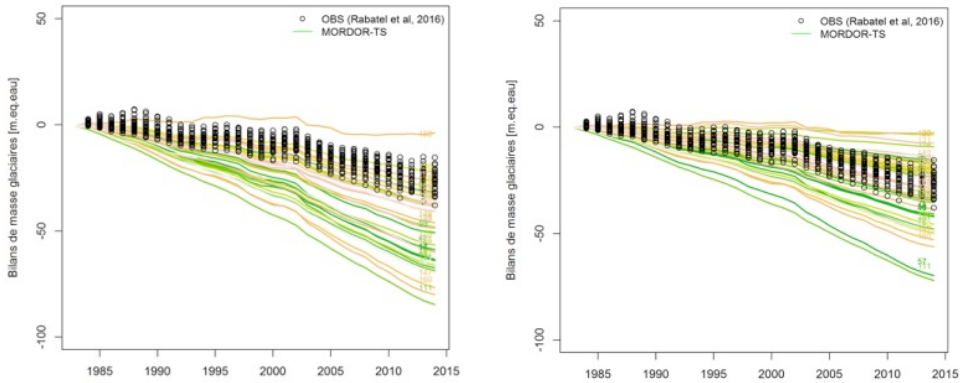 OBS (Rabatel et al, 2016)
MORDOR-TS
Bilans de masse glaciaires [m.eq.eau]
50
0
-50
-100
1985 1990 1995 2000 2005 2010 2015
OBS (Rabatel et al, 2016)
MORDOR-TS
Bilans de masse glaciaires [m.eq.eau]
50
0
-50
-100
57
111
1985 1990 1995 2000 2005 2010 2015